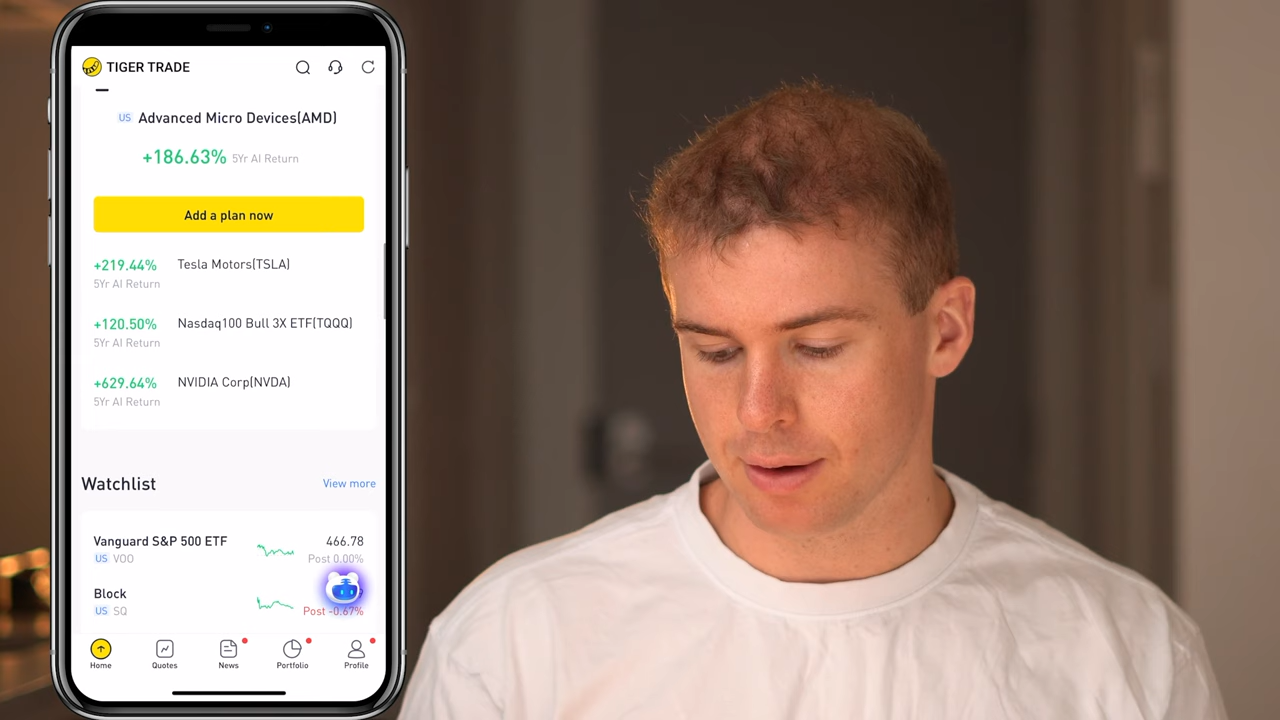 TIGER TRADE
US Advanced Micro Devices(AMD)
+186.63% 5Yr AI Return
Add a plan now
+219.44% Tesla Motors(TSLA)
5Yr AI Return
+120.50% Nasdaq100 Bull 3X ETF(TQQQ)
5Yr AI Return
+629.64% NVIDIA Corp(NVDA)
5Yr AI Return
Watchlist View more
Vanguard S&P 500 ETF 466.78
US VOO Post 0.00%
Block
US SQ Post -0.67%
Home Quotes News Portfolio Profile